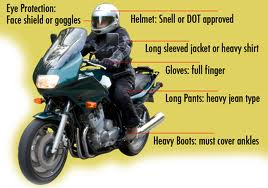 Eye Protection:
Face shield or goggles
Helmet: Snell or DOT approved
Long sleeved jacket or heavy shirt
Gloves: full finger
Long Pants: heavy jean type
Heavy Boots: must cover ankles